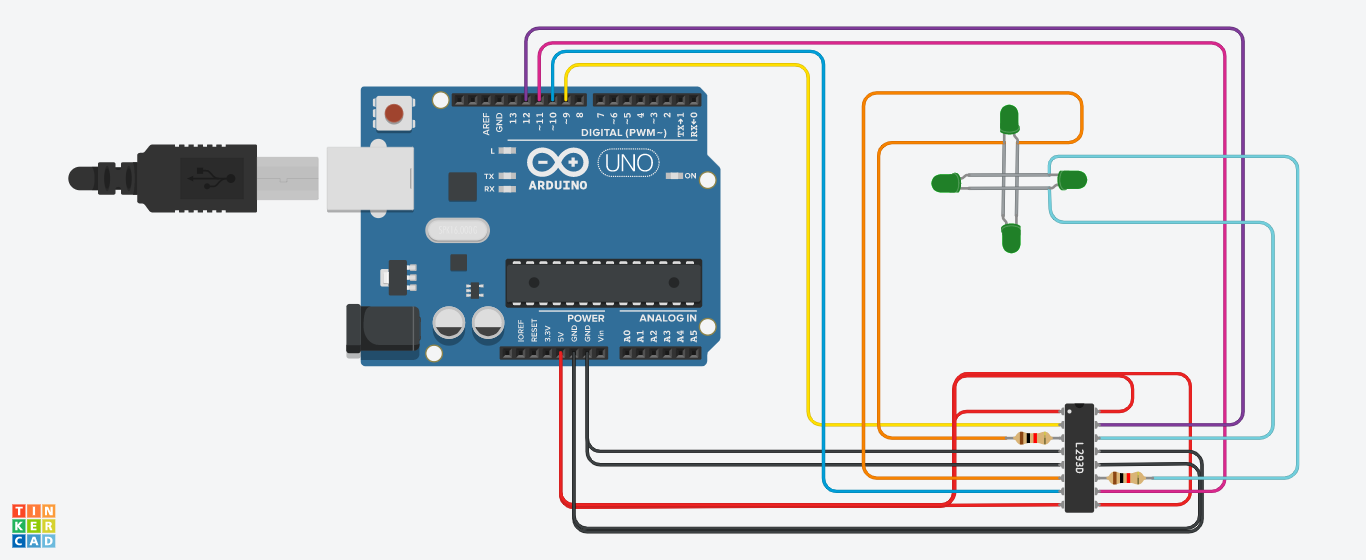 AREF
GND
13
12
~11
~10
~9
8
7
~6
~5
4
~3
2
TX→1
RX←0
DIGITAL (PWM~)
L
TX
RX
ARDUINO
UNO
ON
POWER
ANALOG IN
IOREF
RESET
3.3V
5V
GND
GND
Vin
A0
A1
A2
A3
A4
A5
L293D
TIN
KER
CAD